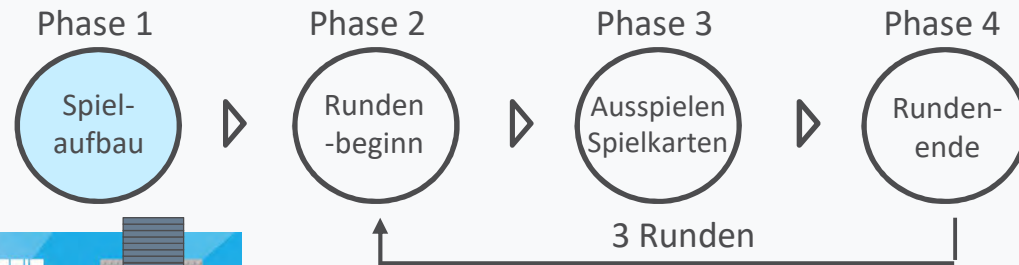 Phase 1
Phase 2
Phase 3
Phase 4
Spiel-
aufbau
Runden
-beginn
Ausspielen
Spielkarten
Runden-
ende
3 Runden